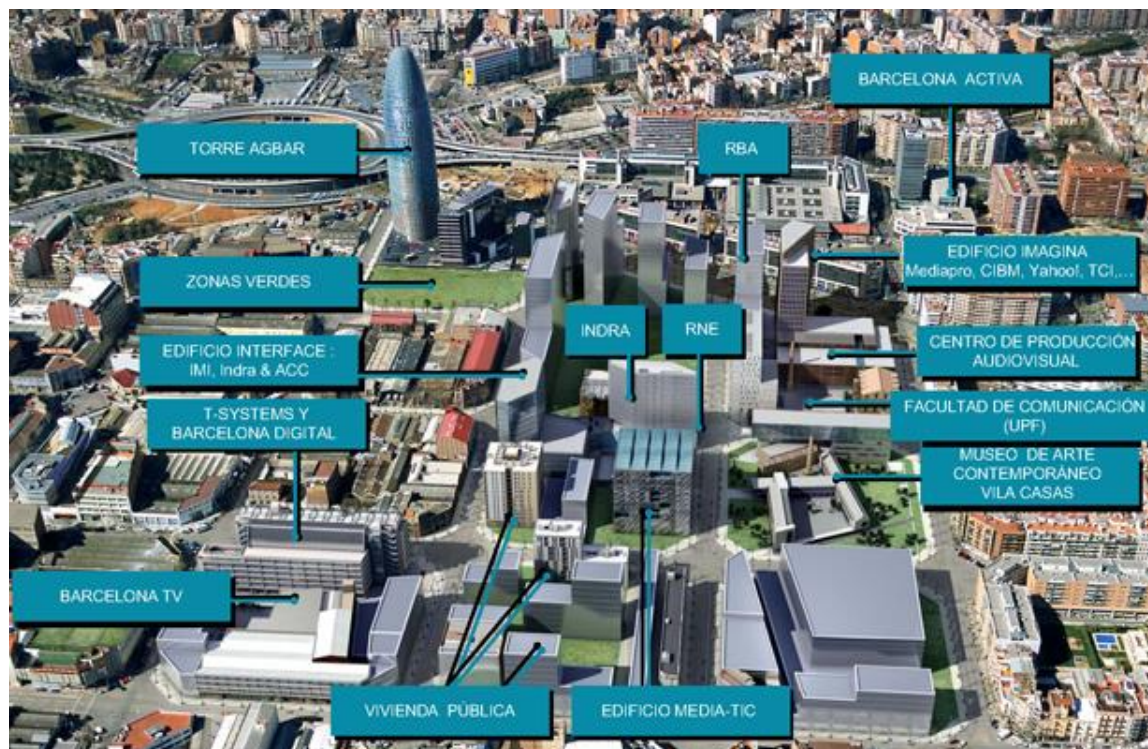 BARCELONA ACTIVA
TORRE AGBAR
RBA
EDIFICIO IMAGINA
Mediapro, CIBM, Yahoo!, TCI,...
ZONAS VERDES
INDRA
RNE
EDIFICIO INTERFACE :
IMI, Indra & ACC
CENTRO DE PRODUCCIÓN
AUDIOVISUAL
T-SYSTEMS Y
BARCELONA DIGITAL
FACULTAD DE COMUNICACIÓN
(UPF)
MUSEO DE ARTE
CONTEMPORÁNEO
VILA CASAS
BARCELONA TV
VIVIENDA PÚBLICA
EDIFICIO MEDIA-TIC